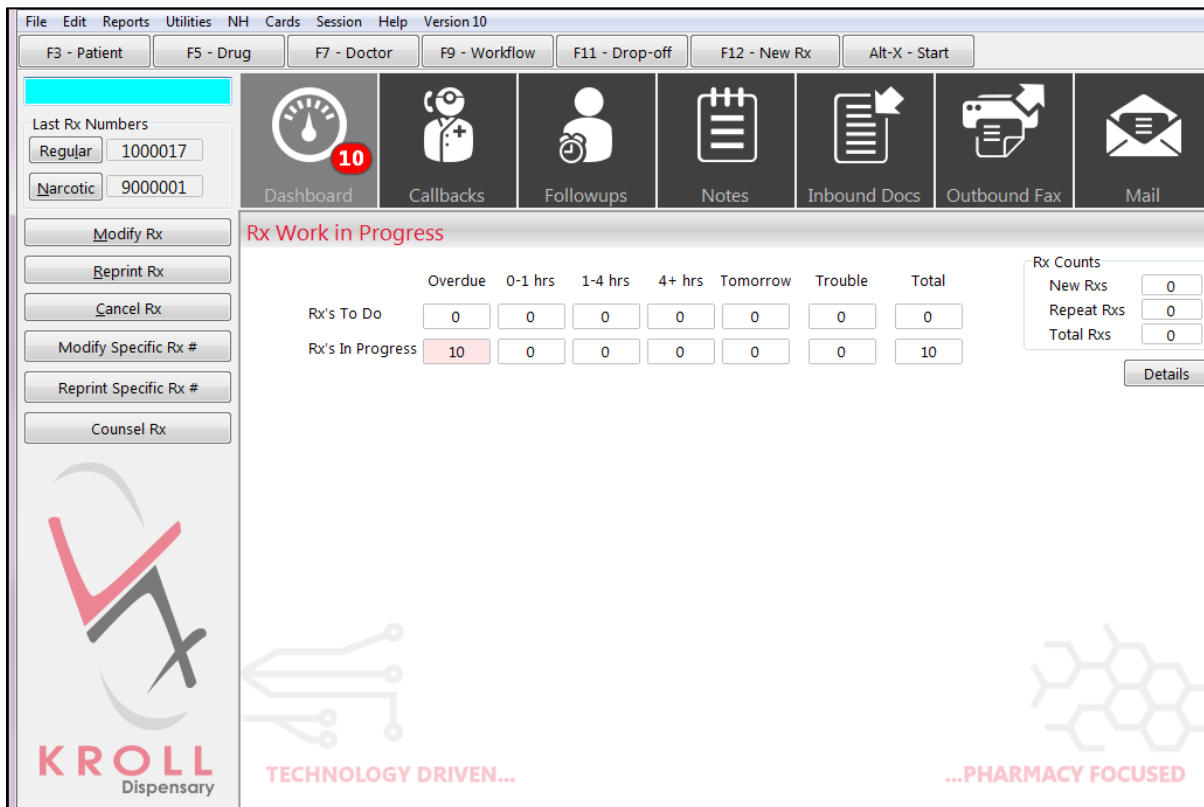 File Edit Reports Utilities NH Cards Session Help Version 10
F3 - Patient F5 - Drug F7 - Doctor F9 - Workflow F11 - Drop-off F12 - New Rx Alt-X - Start
Last Rx Numbers
Regular 1000017
Narcotic 9000001
10
Dashboard Callbacks Followups Notes Inbound Docs Outbound Fax Mail
Modify Rx
Reprint Rx
Cancel Rx
Modify Specific Rx #
Reprint Specific Rx #
Counsel Rx
Rx Work in Progress
Overdue 0-1 hrs 1-4 hrs 4+ hrs Tomorrow Trouble Total
Rx's To Do 0 0 0 0 0 0 0
Rx's In Progress 10 0 0 0 0 0 10
Rx Counts
New Rxs 0
Repeat Rxs 0
Total Rxs 0
Details
KROLL
Dispensary
TECHNOLOGY DRIVEN...
...PHARMACY FOCUSED